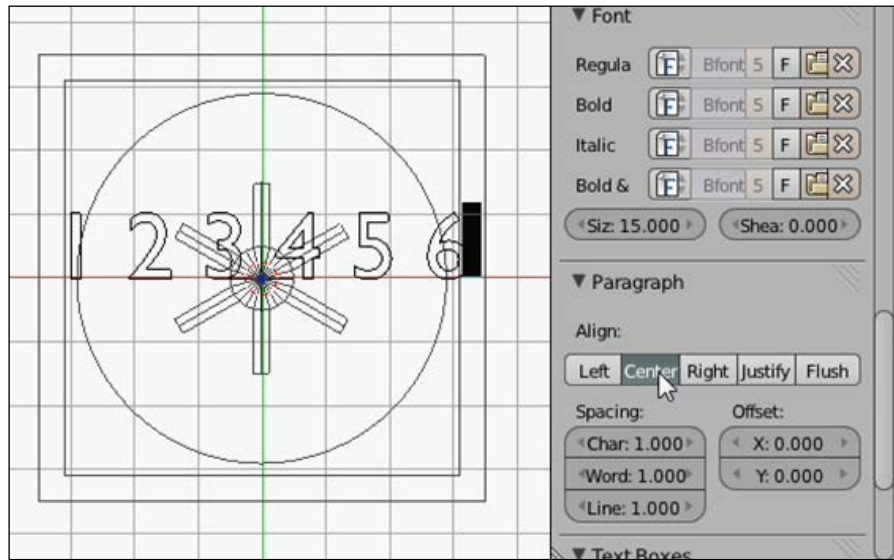 1 2 3 4 5 6
Font
Regula F Bfont 5 F
Bold F Bfont 5 F
Italic F Bfont 5 F
Bold & F Bfont 5 F
Siz: 15.000 Shea: 0.000
Paragraph
Align:
Left Center Right Justify Flush
Spacing: Offset:
Char: 1.000 X: 0.000
Word: 1.000 Y: 0.000
Line: 1.000
Text Boxes